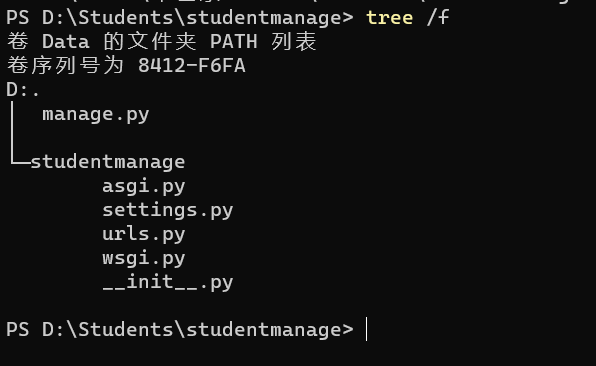 PS D:\Students\studentmanage> tree /f
卷 Data 的文件夹 PATH 列表
卷序列号为 8412-F6FA
D:.
│  manage.py
│
└─studentmanage
        asgi.py
        settings.py
        urls.py
        wsgi.py
        __init__.py
PS D:\Students\studentmanage>